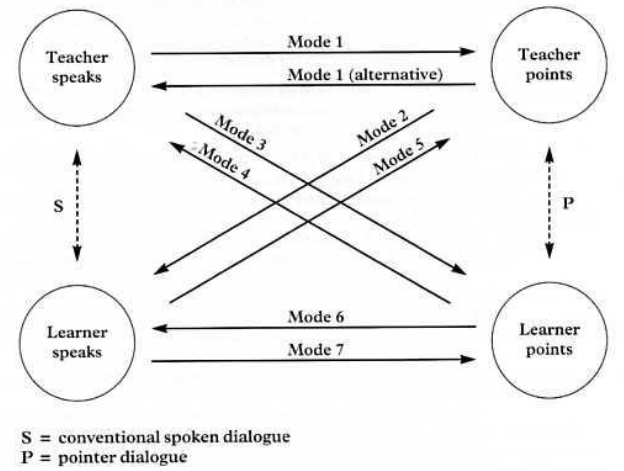 Teacher
speaks
Mode 1
Teacher
points
Mode 1 (alternative)
Mode 3
Mode 2
Mode 4
Mode 5
S
P
Learner
speaks
Mode 6
Learner
points
Mode 7
S = conventional spoken dialogue
P = pointer dialogue